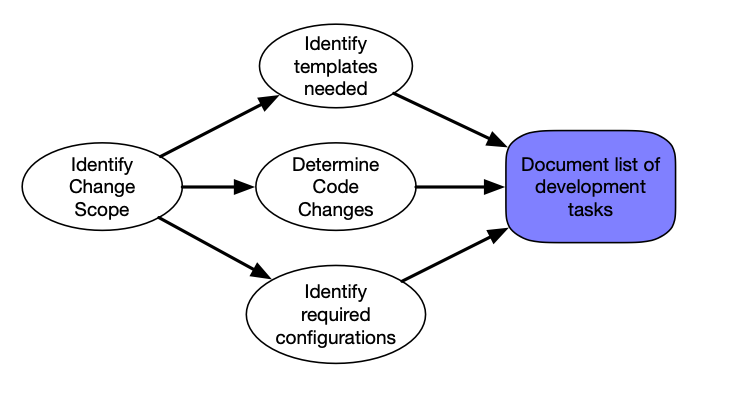 Identify
Change
Scope
Identify
templates
needed
Determine
Code
Changes
Identify
required
configurations
Document list of
development
tasks